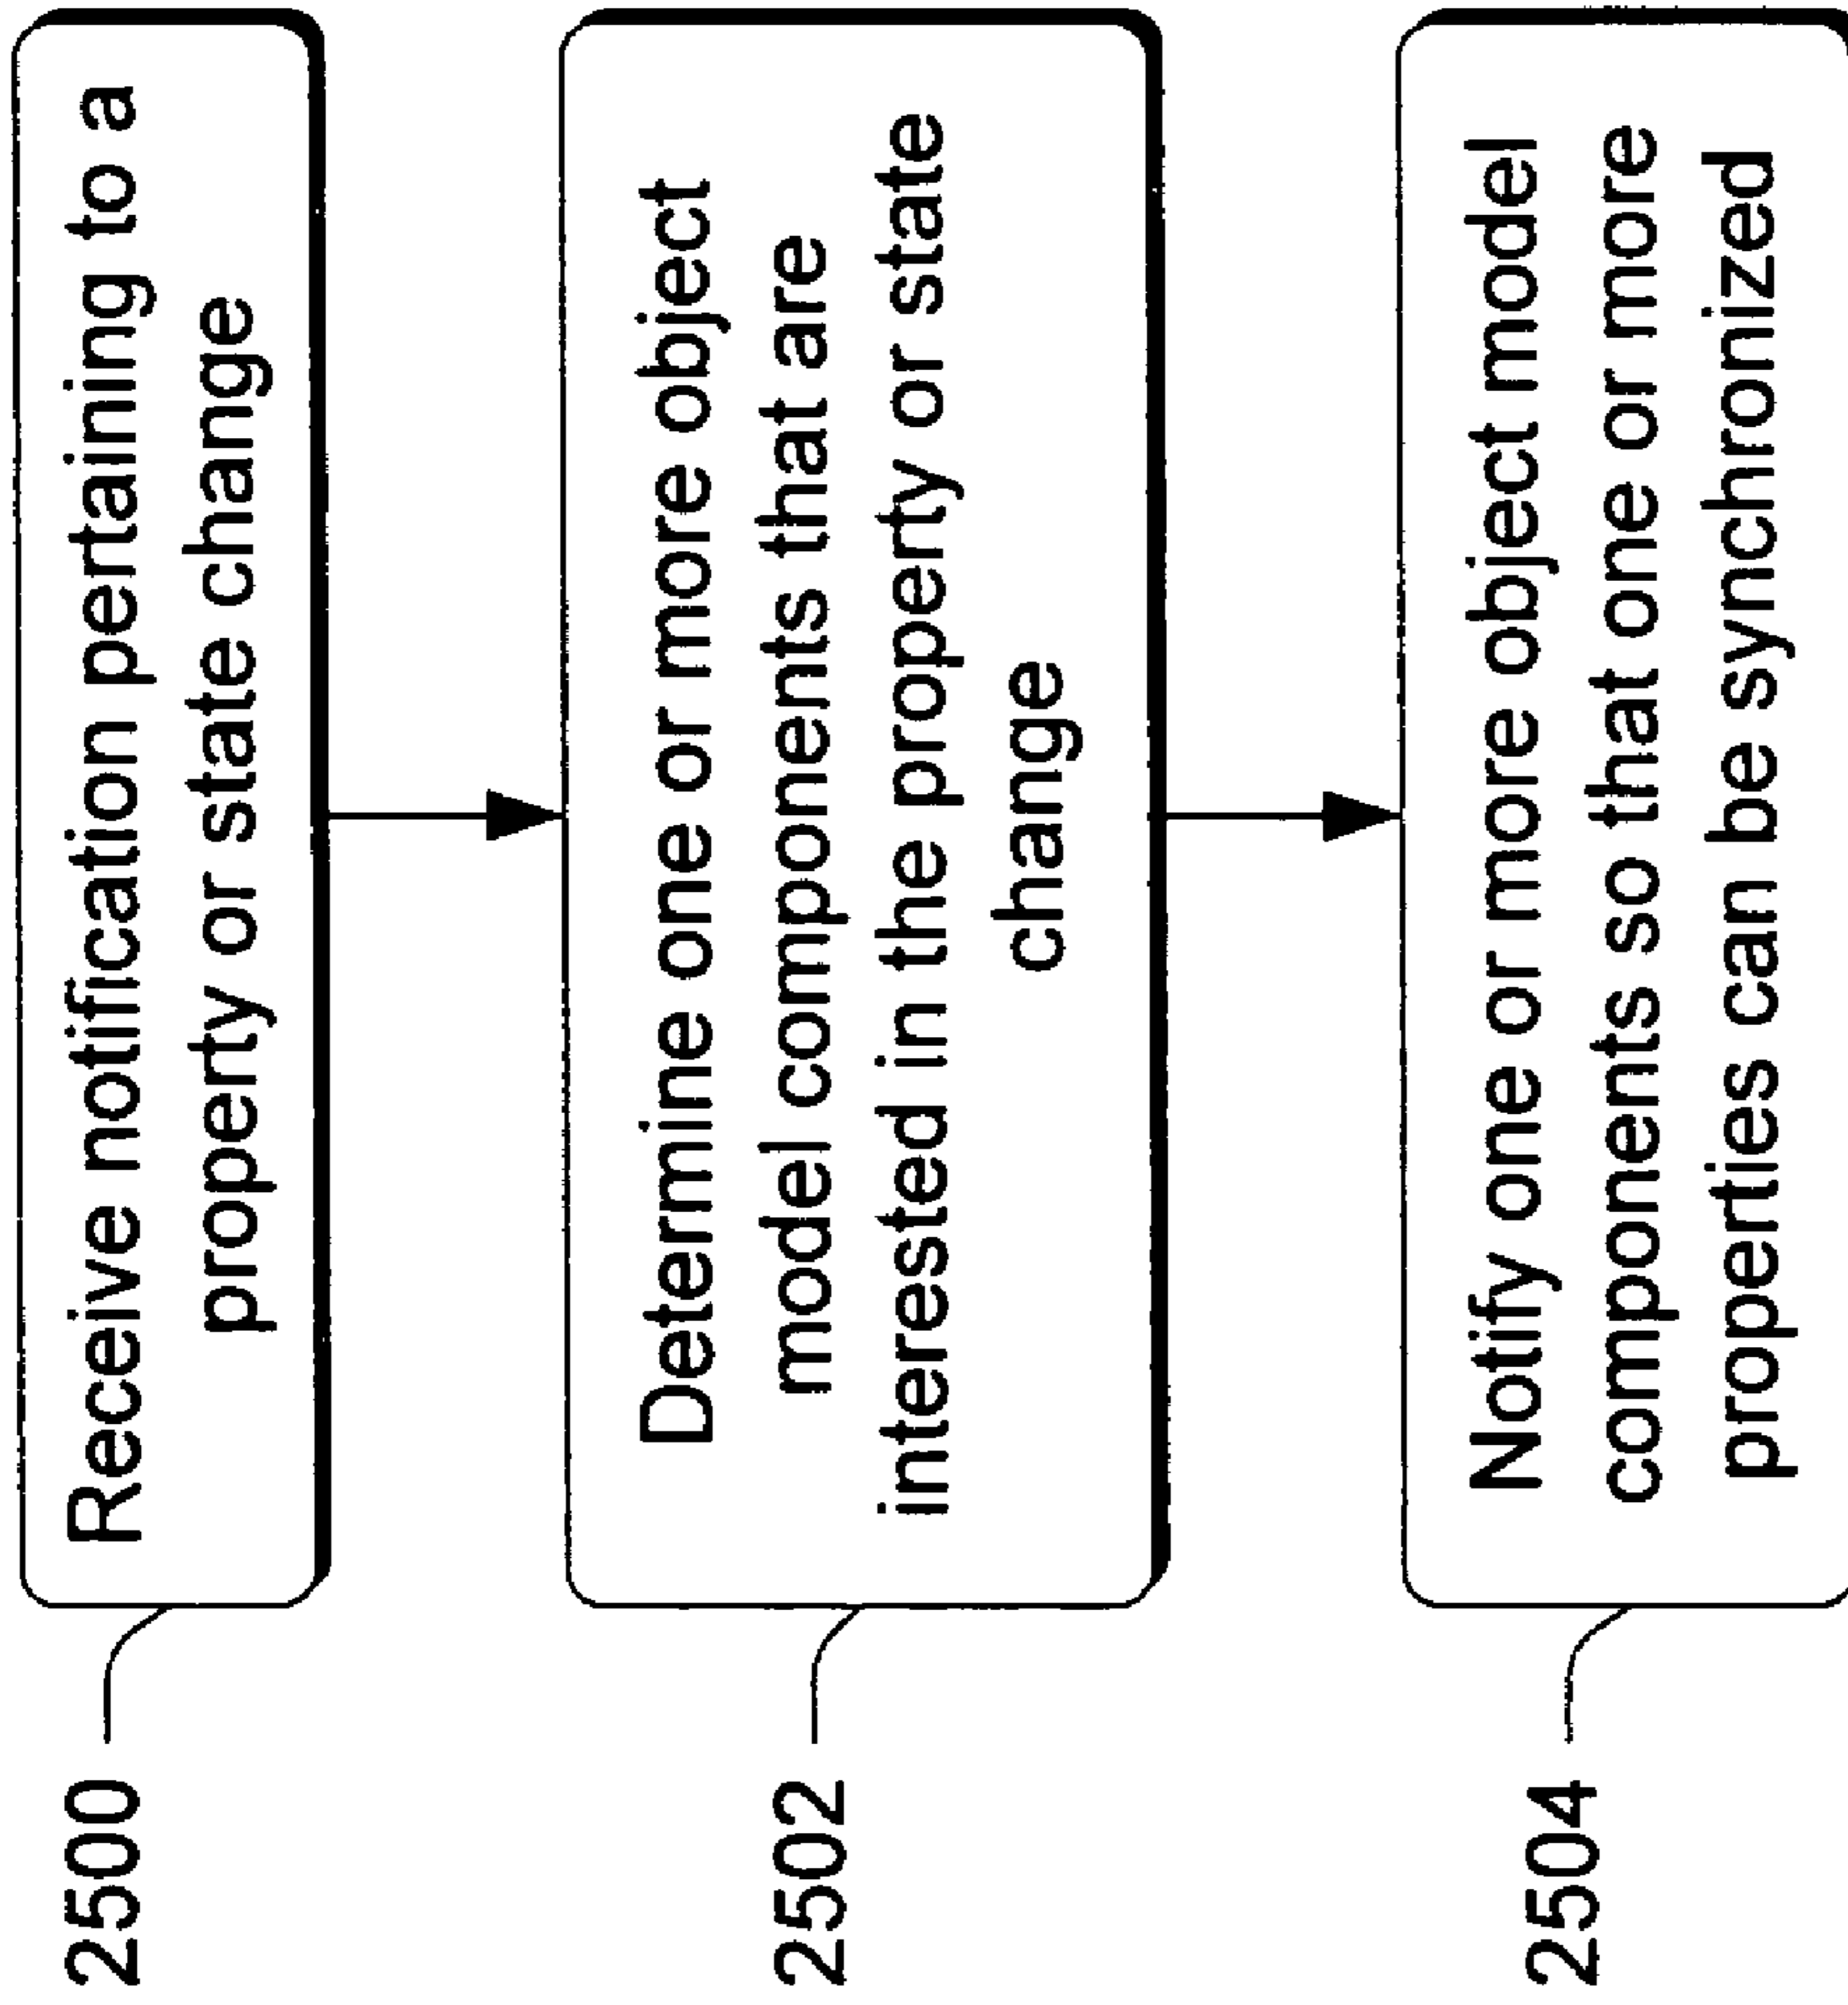 2500
Receive notification pertaining to a
property or state change
2502
Determine one or more object
model components that are
interested in the property or state
change
2504
Notify one or more object model
components so that one or more
properties can be synchronized